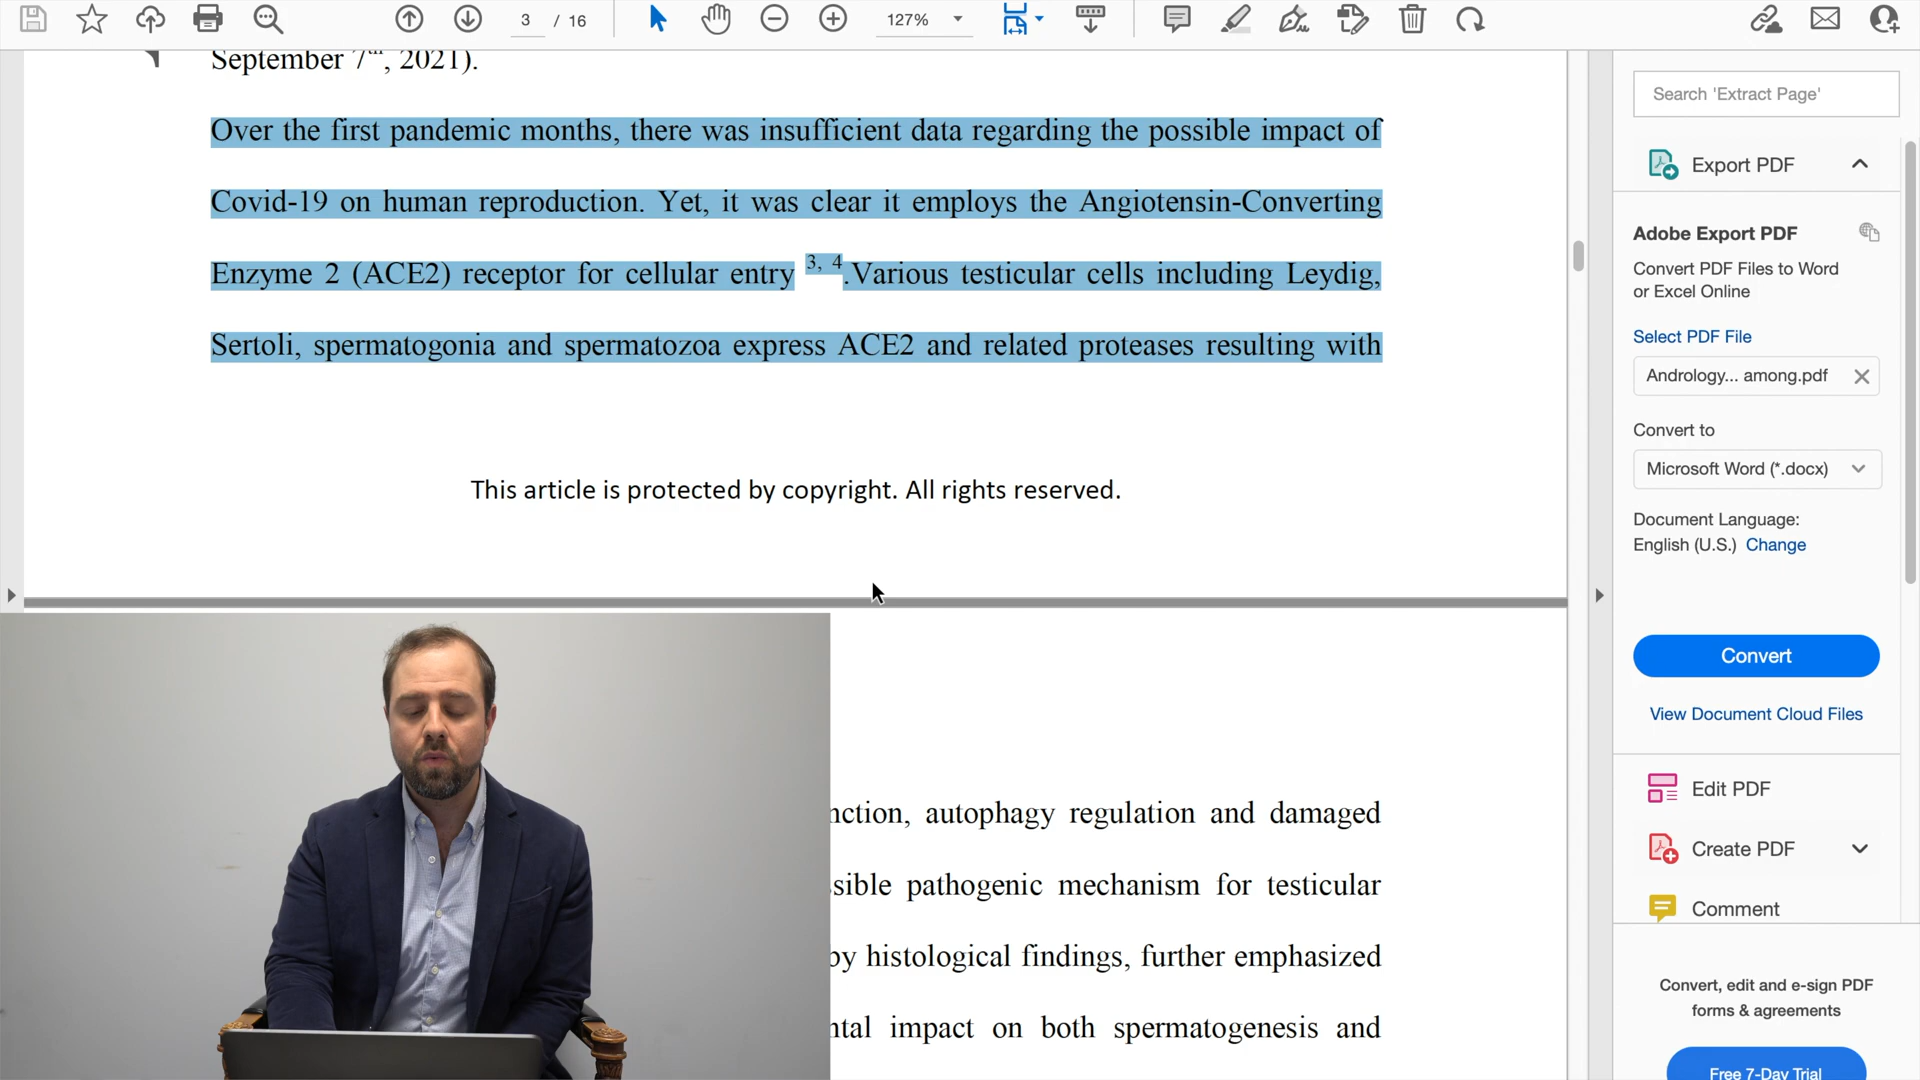 3 / 16
127%
September 7th, 2021).
Over the first pandemic months, there was insufficient data regarding the possible impact of
Covid-19 on human reproduction. Yet, it was clear it employs the Angiotensin-Converting
Enzyme 2 (ACE2) receptor for cellular entry 3, 4.Various testicular cells including Leydig,
Sertoli, spermatogonia and spermatozoa express ACE2 and related proteases resulting with
This article is protected by copyright. All rights reserved.
nction, autophagy regulation and damaged
sible pathogenic mechanism for testicular
by histological findings, further emphasized
ntal impact on both spermatogenesis and
Search 'Extract Page'
Export PDF
Adobe Export PDF
Convert PDF Files to Word
or Excel Online
Select PDF File
Andrology... among.pdf
Convert to
Microsoft Word (*.docx)
Document Language:
English (U.S.) Change
Convert
View Document Cloud Files
Edit PDF
Create PDF
Comment
Convert, edit and e-sign PDF
forms & agreements
Free 7-Day Trial